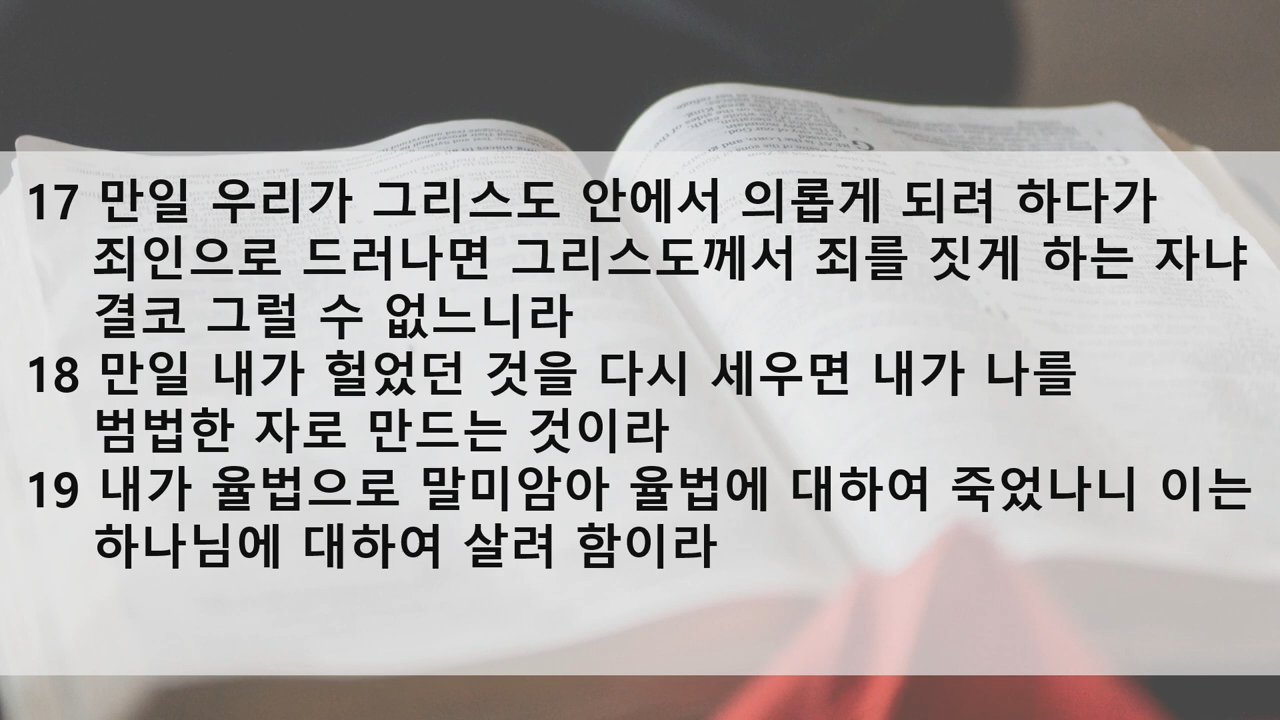 17 만일 우리가 그리스도 안에서 의롭게 되려 하다가
죄인으로 드러나면 그리스도께서 죄를 짓게 하는 자냐
결코 그럴 수 없느니라
18 만일 내가 헐었던 것을 다시 세우면 내가 나를
범법한 자로 만드는 것이라
19 내가 율법으로 말미암아 율법에 대하여 죽었나니 이는
하나님에 대하여 살려 함이라